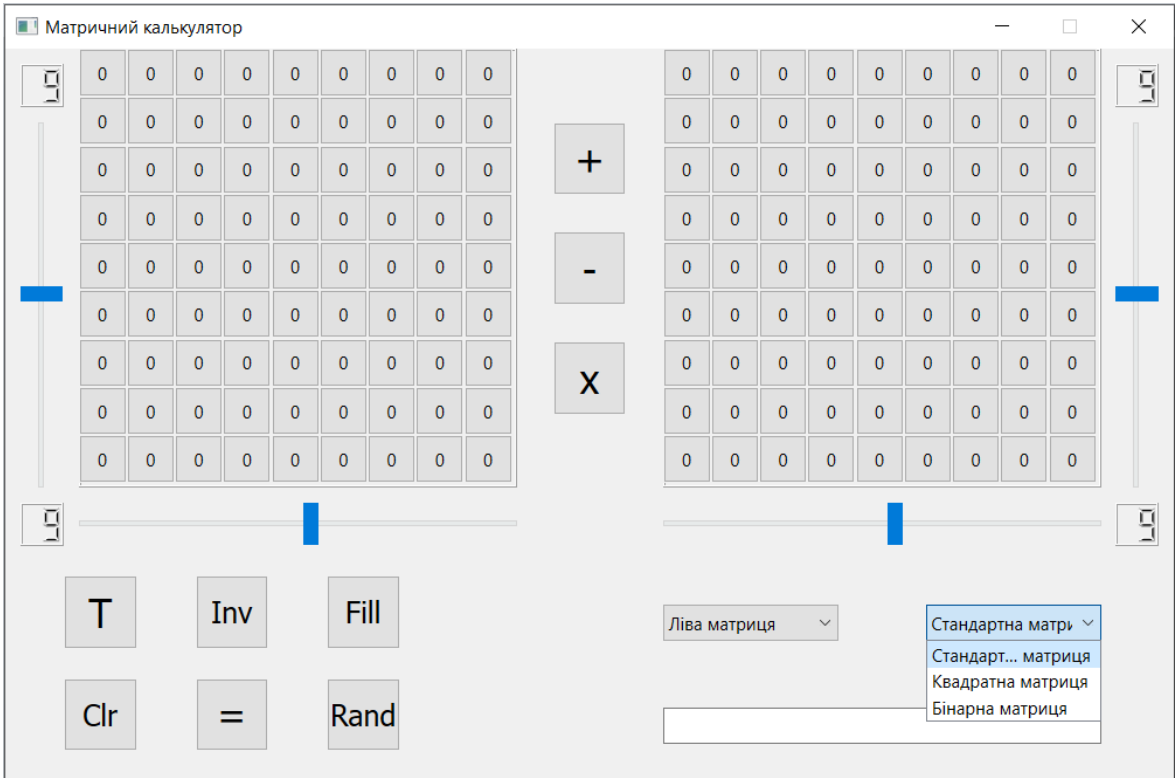 Матричний калькулятор
9 0 0 0 0 0 0 0 0 0 0 0 0 0 0 0 0 0 0 9
0 0 0 0 0 0 0 0 0 0 0 0 0 0 0 0 0 0
+
0 0 0 0 0 0 0 0 0 0 0 0 0 0 0 0 0 0
0 0 0 0 0 0 0 0 0 0 0 0 0 0 0 0 0 0
-
0 0 0 0 0 0 0 0 0 0 0 0 0 0 0 0 0 0
0 0 0 0 0 0 0 0 0 0 0 0 0 0 0 0 0 0
x
0 0 0 0 0 0 0 0 0 0 0 0 0 0 0 0 0 0
0 0 0 0 0 0 0 0 0 0 0 0 0 0 0 0 0 0
0 0 0 0 0 0 0 0 0 0 0 0 0 0 0 0 0 0
9 9
T Inv Fill
Ліва матриця Стандартна матри
Стандарт... матриця
Квадратна матриця
Бінарна матриця
Clr = Rand